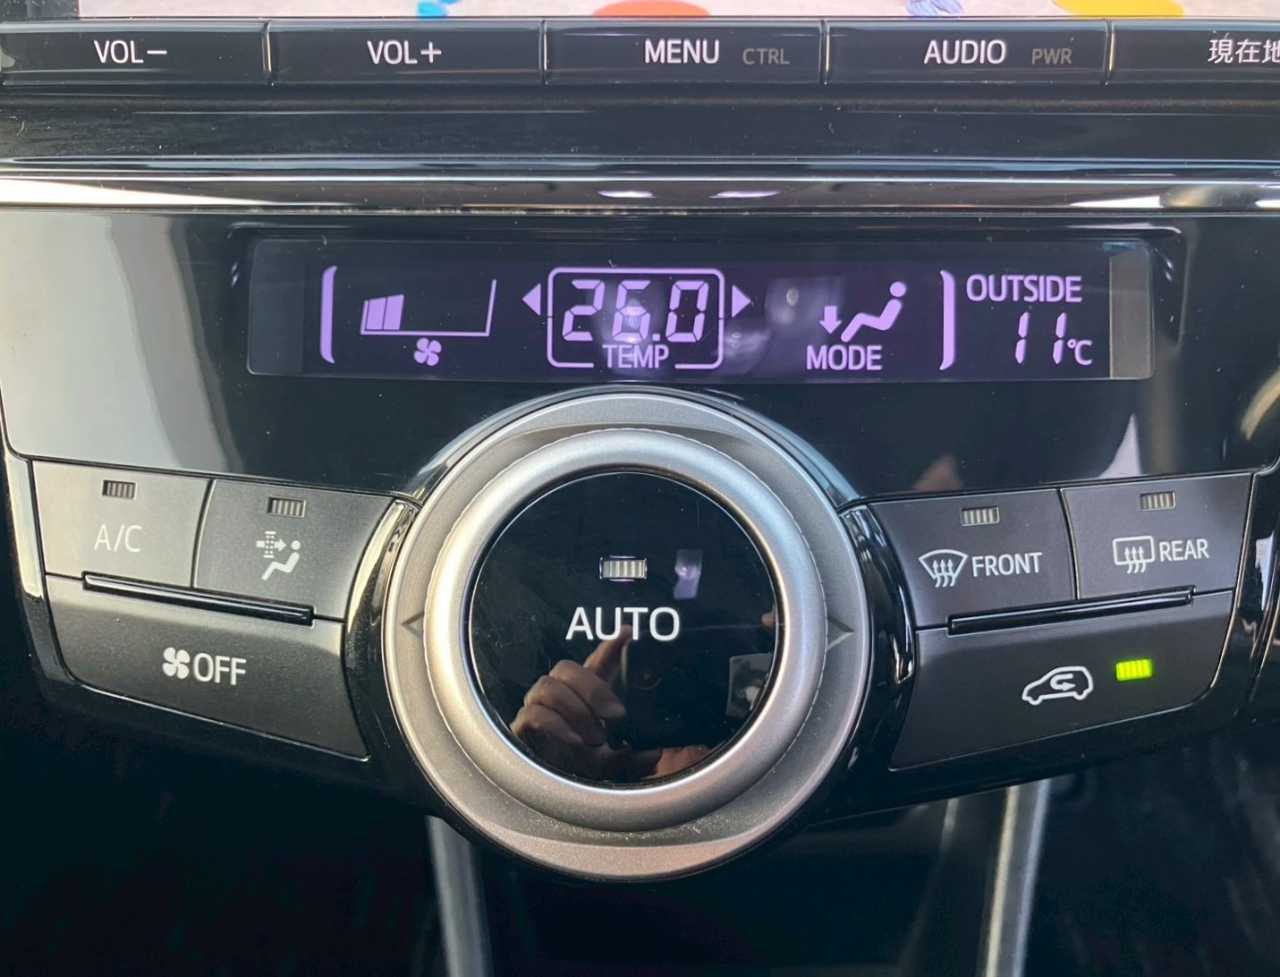 VOL−
VOL+
MENU CTRL
AUDIO PWR
現在地
26.0
TEMP
MODE
OUTSIDE
11°C
A/C
OFF
AUTO
FRONT
REAR